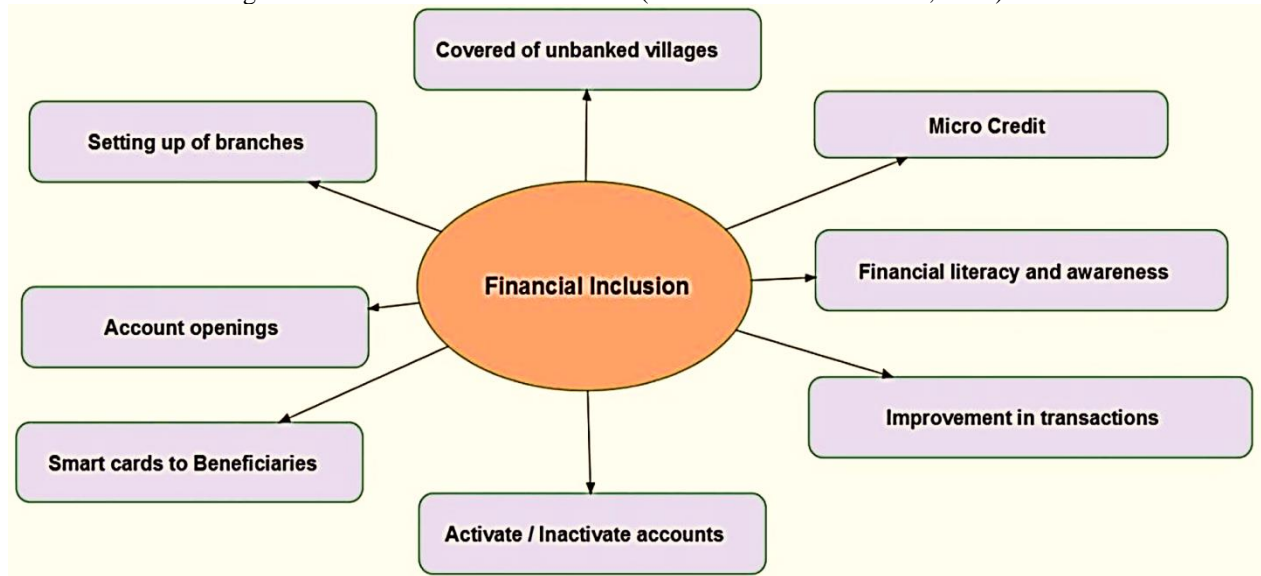 Covered of unbanked villages
Setting up of branches
Micro Credit
Financial Inclusion
Financial literacy and awareness
Account openings
Improvement in transactions
Smart cards to Beneficiaries
Activate / Inactivate accounts